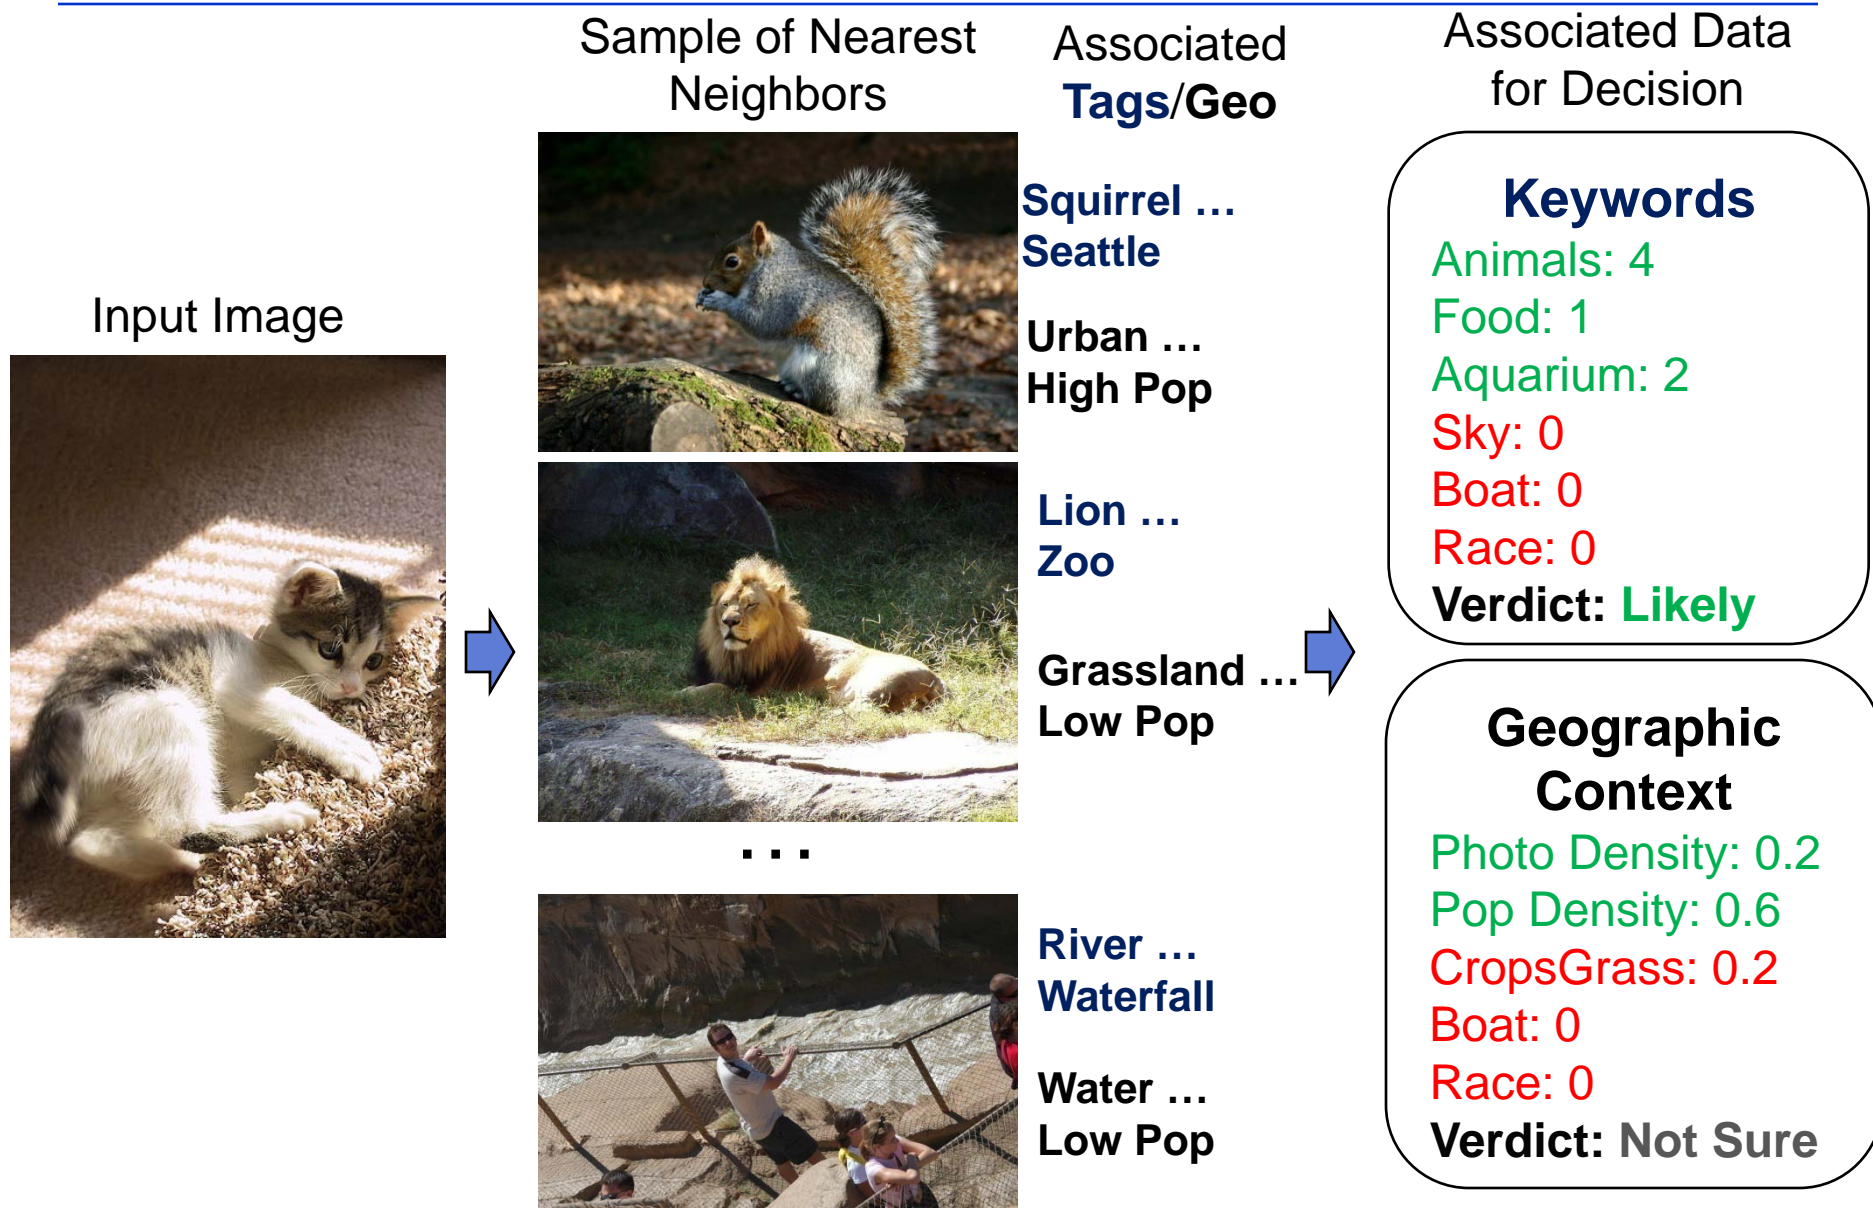 Sample of Nearest
Neighbors
Associated
Tags/Geo
Associated Data
for Decision
Input Image
Squirrel …
Seattle
Urban …
High Pop
Lion …
Zoo
Grassland …
Low Pop
…
River …
Waterfall
Water …
Low Pop
Keywords
Animals: 4
Food: 1
Aquarium: 2
Sky: 0
Boat: 0
Race: 0
Verdict: Likely
Geographic
Context
Photo Density: 0.2
Pop Density: 0.6
CropsGrass: 0.2
Boat: 0
Race: 0
Verdict: Not Sure